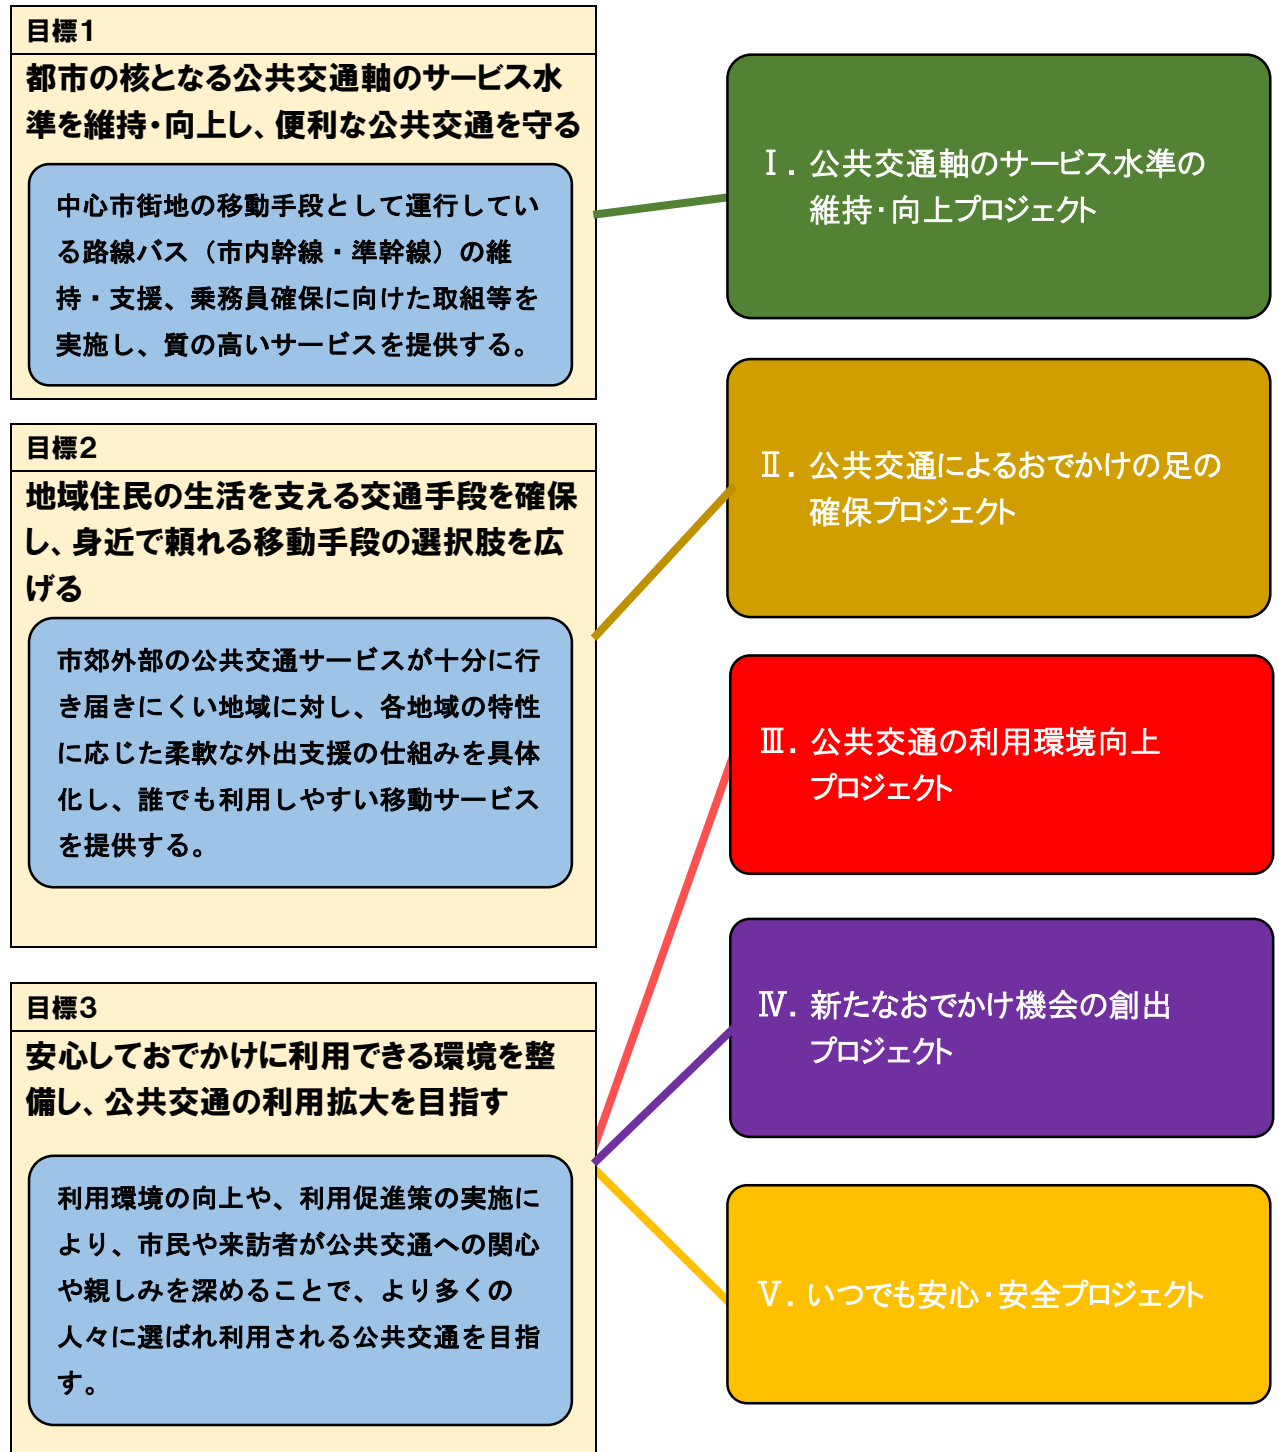 目標1
都市の核となる公共交通軸のサービス水
準を維持・向上し、便利な公共交通を守る
中心市街地の移動手段として運行してい
る路線バス（市内幹線・準幹線）の維
持・支援、乗務員確保に向けた取組等を
実施し、質の高いサービスを提供する。
目標2
地域住民の生活を支える交通手段を確保
し、身近で頼れる移動手段の選択肢を広
げる
市郊外部の公共交通サービスが十分に行
き届きにくい地域に対し、各地域の特性
に応じた柔軟な外出支援の仕組みを具体
化し、誰でも利用しやすい移動サービス
を提供する。
目標3
安心しておでかけに利用できる環境を整
備し、公共交通の利用拡大を目指す
利用環境の向上や、利用促進策の実施に
より、市民や来訪者が公共交通への関心
や親しみを深めることで、より多くの
人々に選ばれ利用される公共交通を目指
す。
Ⅰ. 公共交通軸のサービス水準の
維持・向上プロジェクト
Ⅱ. 公共交通によるおでかけの足の
確保プロジェクト
Ⅲ. 公共交通の利用環境向上
プロジェクト
Ⅳ. 新たなおでかけ機会の創出
プロジェクト
Ⅴ. いつでも安心・安全プロジェクト